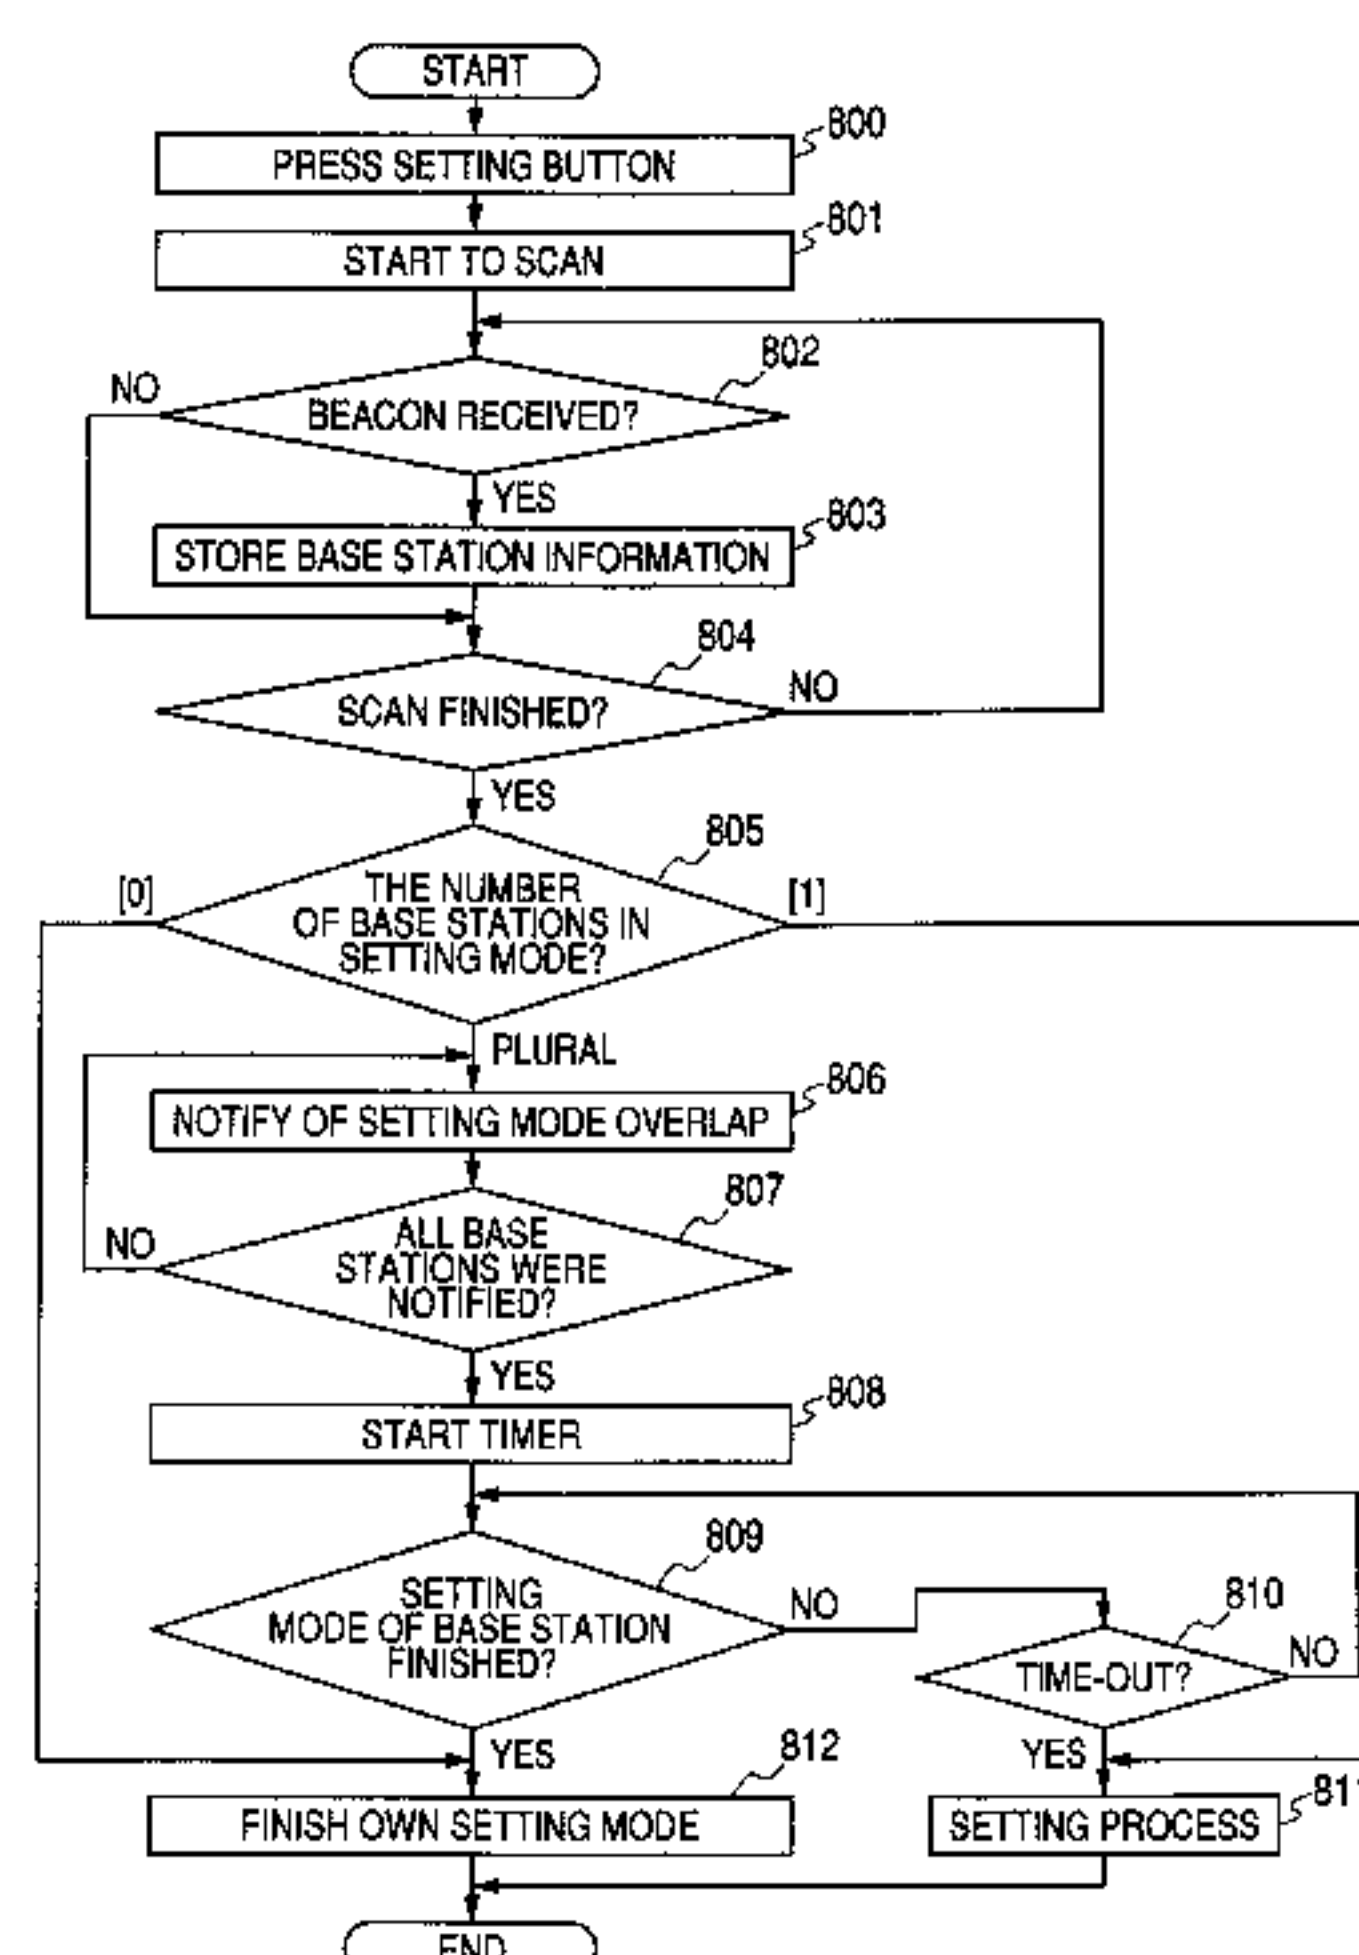 START
800
PRESS SETTING BUTTON
801
START TO SCAN
802
NO
BEACON RECEIVED?
YES
803
STORE BASE STATION INFORMATION
804
SCAN FINISHED?
NO
YES
805
[0]
THE NUMBER
OF BASE STATIONS IN
SETTING MODE?
[1]
PLURAL
806
NOTIFY OF SETTING MODE OVERLAP
807
ALL BASE
STATIONS WERE
NOTIFIED?
NO
YES
808
START TIMER
809
SETTING
MODE OF BASE STATION
FINISHED?
NO
810
TIME-OUT?
NO
YES
812
YES
811
FINISH OWN SETTING MODE
SETTING PROCESS
END